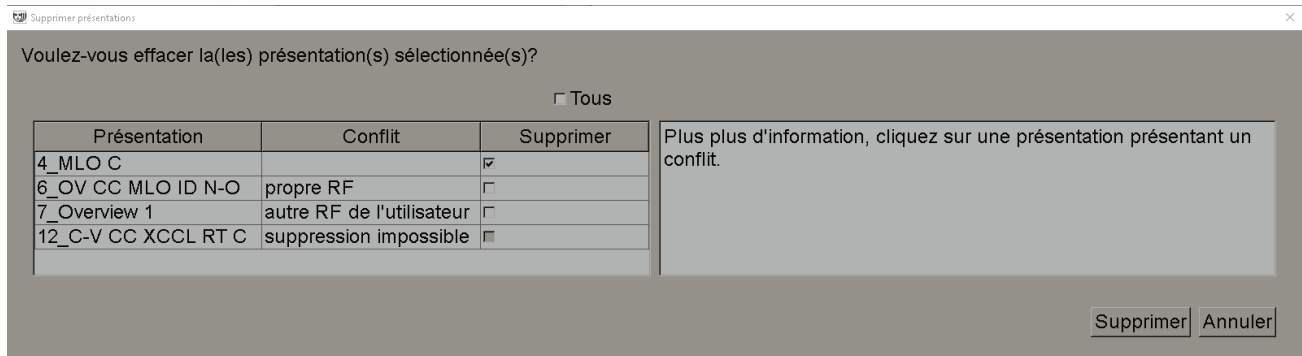 Supprimer présentations
Voulez-vous effacer la(les) présentation(s) sélectionnée(s)?
Tous
Présentation Conflit Supprimer
4_MLO C
6_OV CC MLO ID N-O propre RF
7_Overview 1 autre RF de l'utilisateur
12_C-V CC XCCL RT C suppression impossible
Plus plus d'information, cliquez sur une présentation présentant un
conflit.
Supprimer Annuler